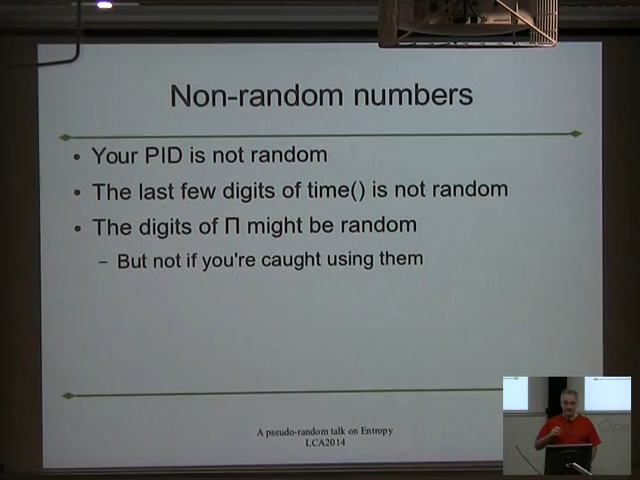 Non-random numbers
• Your PID is not random
• The last few digits of time() is not random
• The digits of Π might be random
– But not if you're caught using them
A pseudo-random talk on Entropy
LCA2014